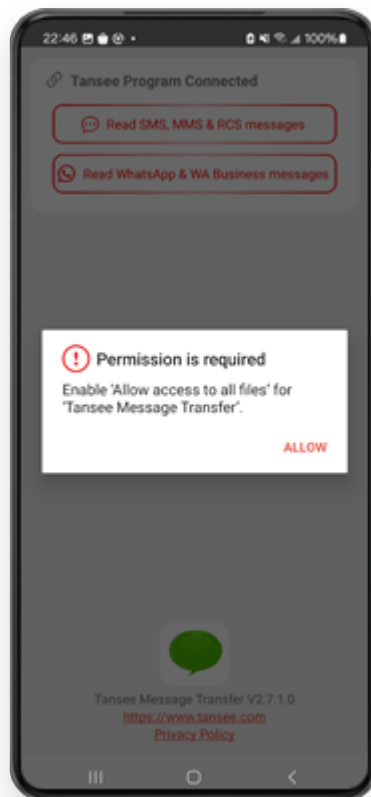 22:46
100%
Tansee Program Connected
Read SMS, MMS & RCS messages
Read WhatsApp & WA Business messages
Permission is required
Enable 'Allow access to all files' for
'Tansee Message Transfer'.
ALLOW
Tansee Message Transfer V2.7.1.0
https://www.tansee.com
Privacy Policy